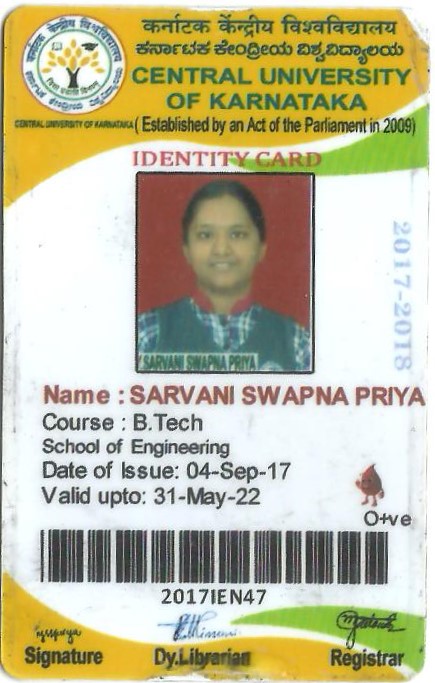 कर्नाटक केंद्रीय विश्वविद्यालय
ಕರ್ನಾಟಕ ಕೇಂದ್ರೀಯ ವಿಶ್ವವಿದ್ಯಾಲಯ
CENTRAL UNIVERSITY
OF KARNATAKA
CENTRAL UNIVERSITY OF KARNATAKA ( Established by an Act of the Parliament in 2009)
IDENTITY CARD
2017-2018
SARVANI SWAPNA PRIYA
Name : SARVANI SWAPNA PRIYA
Course : B.Tech
School of Engineering
Date of Issue: 04-Sep-17
Valid upto: 31-May-22
O+ve
2017IEN47
Signature Dy.Librarian Registrar